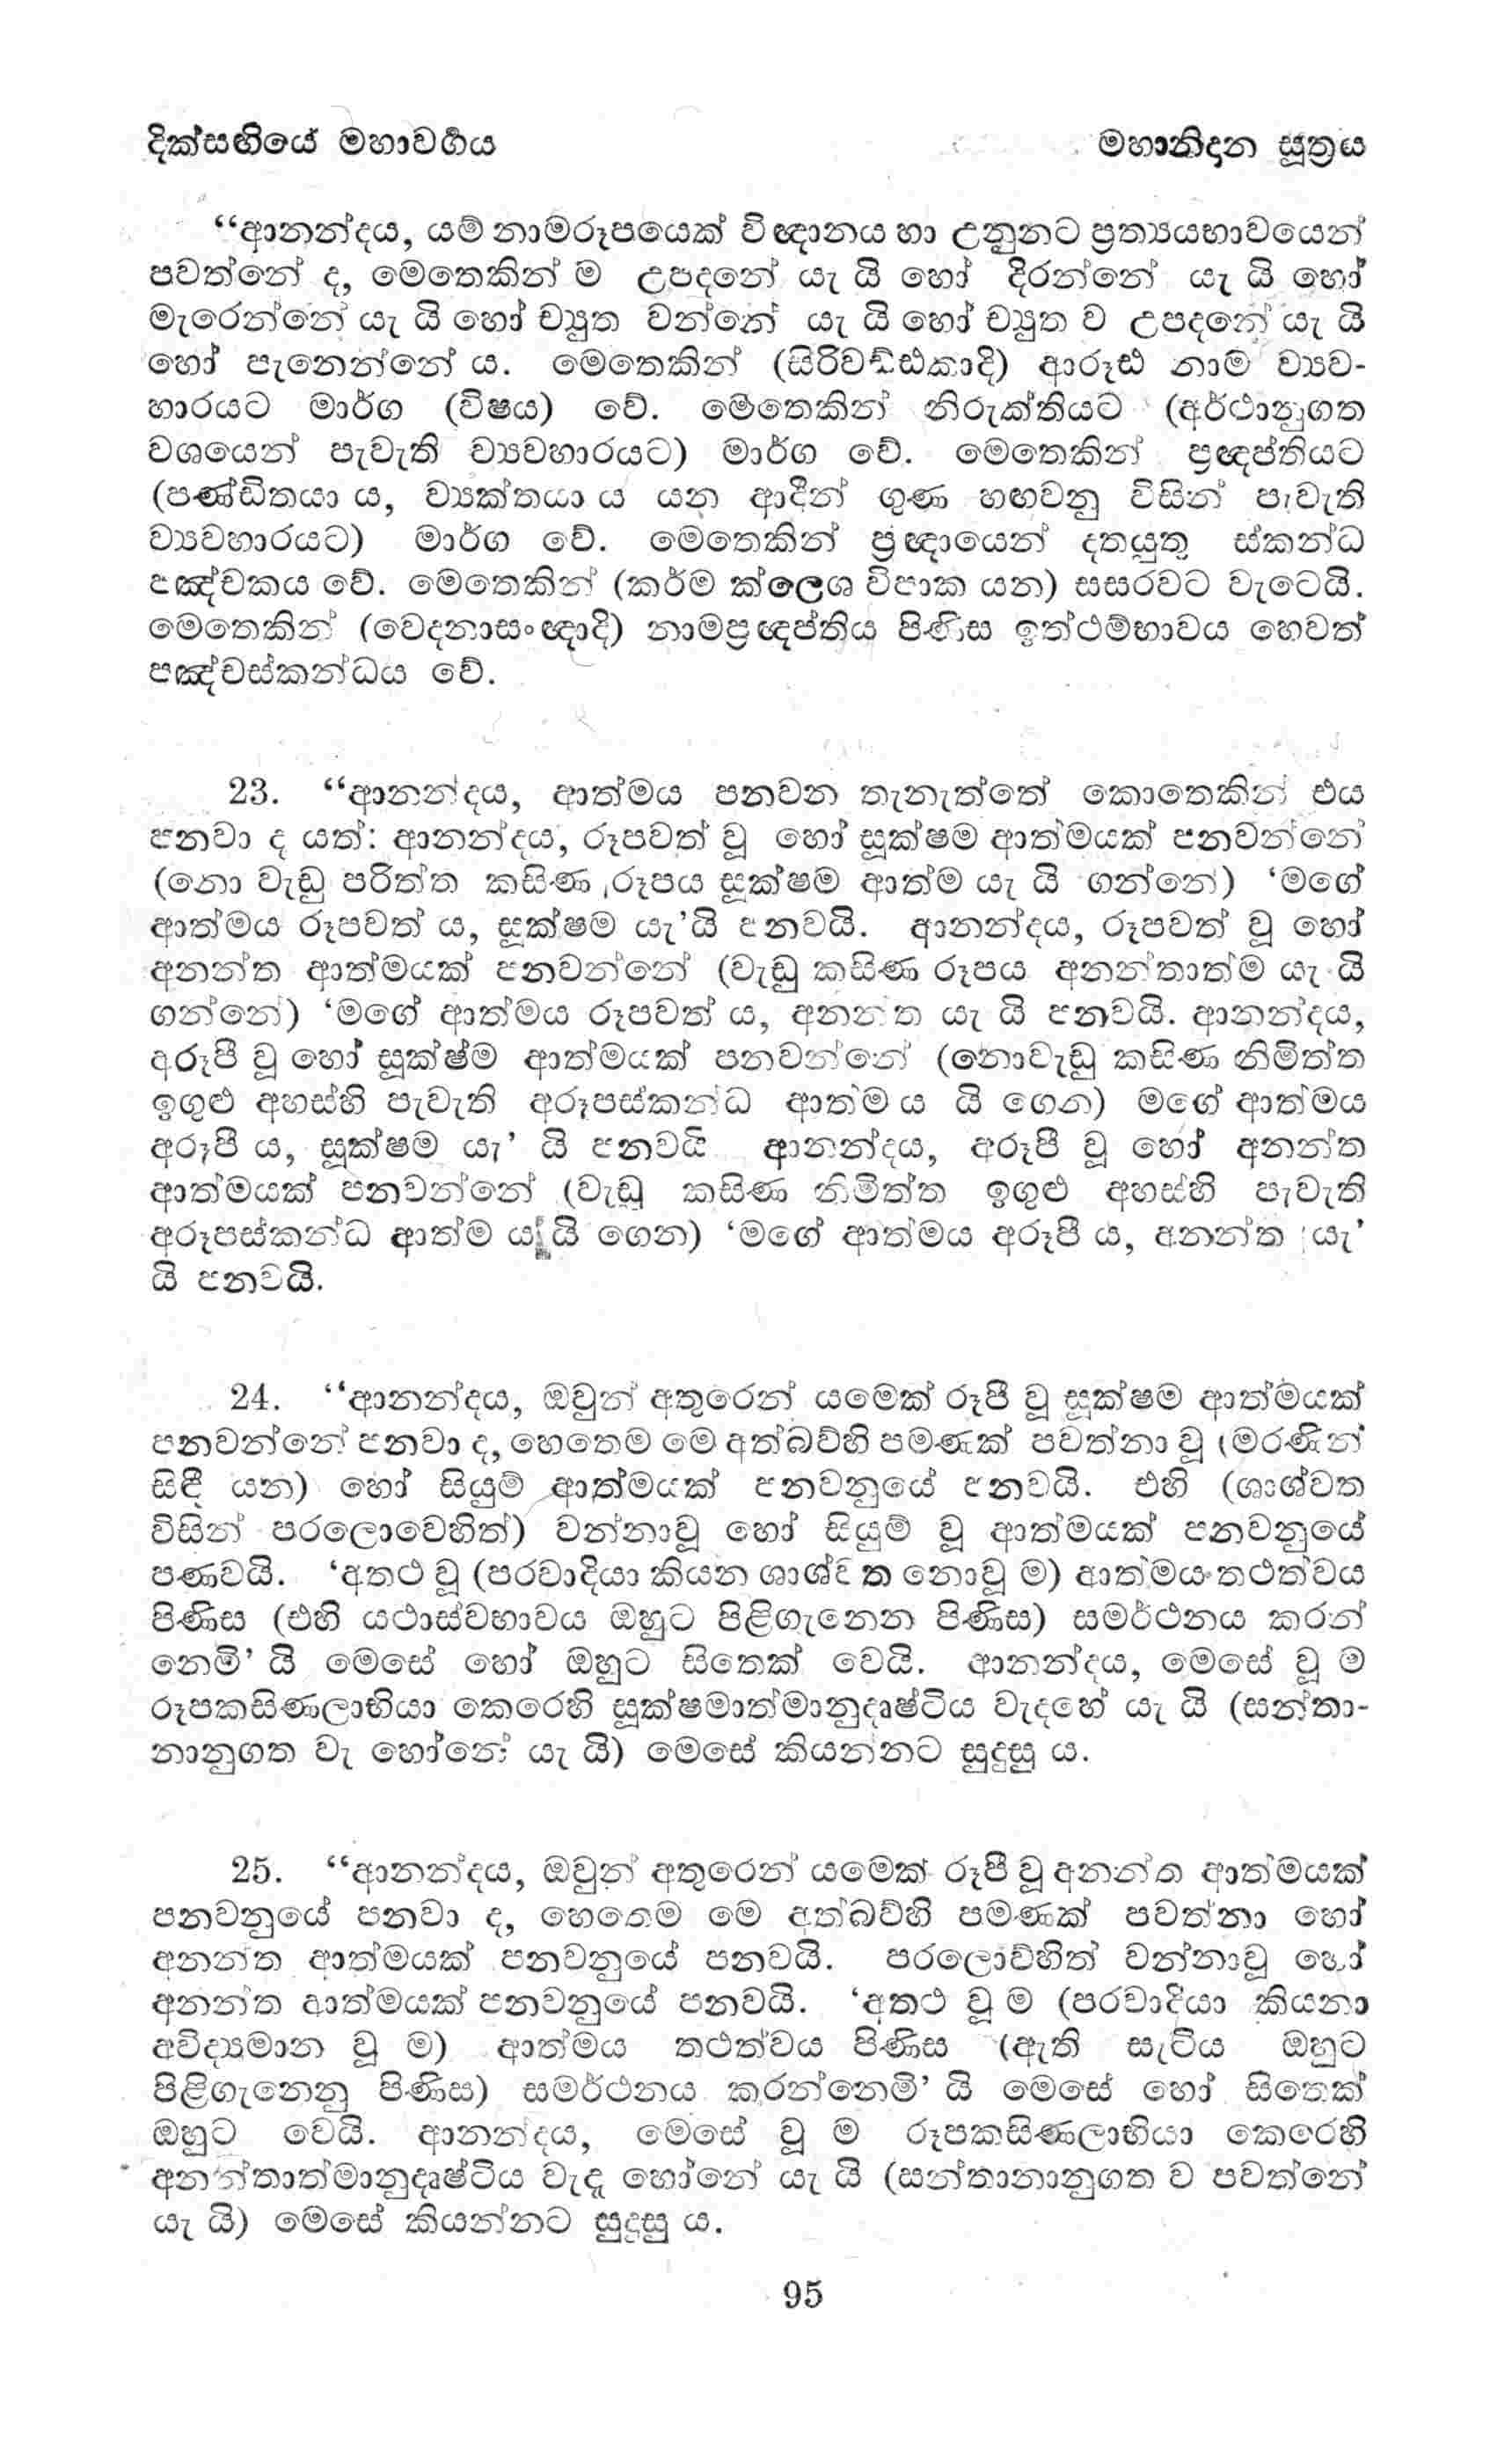 දික්සඟියේ මහාවර්‍ගය
මහානිදාන සූත්‍රය
“ආනන්දය, යම් නාමරූපයෙක් විඥානය හා උනුනට ප්‍රත්‍යයභාවයෙන්
පවත්නේ ද, මෙතෙකින් ම උපදනේ යැ යි හෝ දිරන්නේ යැ යි හෝ
මැරෙන්නේ යැ යි හෝ ච්‍යුත වන්නේ යැ යි හෝ ච්‍යුත ව උපදනේ යැ යි
හෝ පැනෙන්නේ ය. මෙතෙකින් (සිරිවඩ්ඪකාදි) ආරූඪ නාම ව්‍යව-
හාරයට මාර්ග (විෂය) වේ. මෙතෙකින් නිරුක්තියට (අර්ථානුගත
වශයෙන් පැවැති ව්‍යවහාරයට) මාර්ග වේ. මෙතෙකින් ප්‍රඥප්තියට
(පණ්ඩිතයා ය, ව්‍යක්තයා ය යන ආදීන් ගුණ හඟවනු විසින් පැවැති
ව්‍යවහාරයට) මාර්ග වේ. මෙතෙකින් ප්‍රඥායෙන් දතයුතු ස්කන්ධ
පඤ්චකය වේ. මෙතෙකින් (කර්ම ක්ලෙශ විපාක යන) සසරවට වැටෙයි.
මෙතෙකින් (වෙදනාසංඥාදි) නාමප්‍රඥප්තිය පිණිස ඉත්ථම්භාවය හෙවත්
පඤ්චස්කන්ධය වේ.
23. “ආනන්දය, ආත්මය පනවන තැනැත්තේ කොතෙකින් එය
පනවා ද යත්: ආනන්දය, රූපවත් වූ හෝ සූක්ෂම ආත්මයක් පනවන්නේ
(නො වැඩු පරිත්ත කසිණ රූපය සූක්ෂම ආත්ම යැ යි ගන්නේ) ‘මගේ
ආත්මය රූපවත් ය, සූක්ෂම යැ’යි පනවයි. ආනන්දය, රූපවත් වූ හෝ
අනන්ත ආත්මයක් පනවන්නේ (වැඩු කසිණ රූපය අනන්තාත්ම යැ යි
ගන්නේ) ‘මගේ ආත්මය රූපවත් ය, අනන්ත යැ යි පනවයි. ආනන්දය,
අරූපී වූ හෝ සූක්ෂ්ම ආත්මයක් පනවන්නේ (නොවැඩු කසිණ නිමිත්ත
ඉගුළු අහස්හි පැවැති අරූපස්කන්ධ ආත්ම ය යි ගෙන) මගේ ආත්මය
අරූපී ය, සූක්ෂම යැ’ යි පනවයි ආනන්දය, අරූපී වූ හෝ අනන්ත
ආත්මයක් පනවන්නේ (වැඩූ කසිණ නිමිත්ත ඉගුළු අහස්හි පැවැති
අරූපස්කන්ධ ආත්ම ය යි ගෙන) ‘මගේ ආත්මය අරූපී ය, අනන්ත යැ’
යි පනවයි.
24. “ආනන්දය, ඔවුන් අතුරෙන් යමෙක් රූපී වූ සූක්ෂම ආත්මයක්
පනවන්නේ පනවා ද, හෙතෙම මෙ අත්බව්හි පමණක් පවත්නා වූ (මරණින්
සිඳී යන) හෝ සියුම් ආත්මයක් පනවනුයේ පනවයි. එහි (ශාශ්වත
විසින් පරලොවෙහිත්) වන්නාවූ හෝ සියුම් වූ ආත්මයක් පනවනුයේ
පණවයි. ‘අතථ වූ (පරවාදියා කියන ශාශ්වත නොවූ ම) ආත්මය තථත්වය
පිණිස (එහි යථාස්වභාවය ඔහුට පිළිගැනෙන පිණිස) සමර්ථනය කරන්
නෙමි’ යි මෙසේ හෝ ඔහුට සිතෙක් වෙයි. ආනන්දය, මෙසේ වූ ම
රූපකසිණලාභියා කෙරෙහි සූක්ෂමාත්මානුදෘෂ්ටිය වැදහේ යැ යි (සන්තා-
නානුගත වැ හෝනේ යැ යි) මෙසේ කියන්නට සුදුසු ය.
25. “ආනන්දය, ඔවුන් අතුරෙන් යමෙක් රූපී වූ අනන්ත ආත්මයක්
පනවනුයේ පනවා ද, හෙතෙම මෙ අත්බව්හි පමණක් පවත්නා හෝ
අනන්ත ආත්මයක් පනවනුයේ පනවයි. පරලොව්හිත් වන්නාවූ හෝ
අනන්ත ආත්මයක් පනවනුයේ පනවයි. ‘අතථ වූ ම (පරවාදියා කියනා
අවිද්‍යමාන වූ ම) ආත්මය තථත්වය පිණිස (ඇති සැටිය ඔහුට
පිළිගැනෙනු පිණිස) සමර්ථනය කරන්නෙමි’ යි මෙසේ හෝ සිතෙක්
ඔහුට වෙයි. ආනන්දය, මෙසේ වූ ම රූපකසිණලාභියා කෙරෙහි
අනන්තාත්මානුදෘෂ්ටිය වැදූ හෝනේ යැ යි (සන්තානානුගත ව පවත්නේ
යැ යි) මෙසේ කියන්නට සුදුසු ය.
95